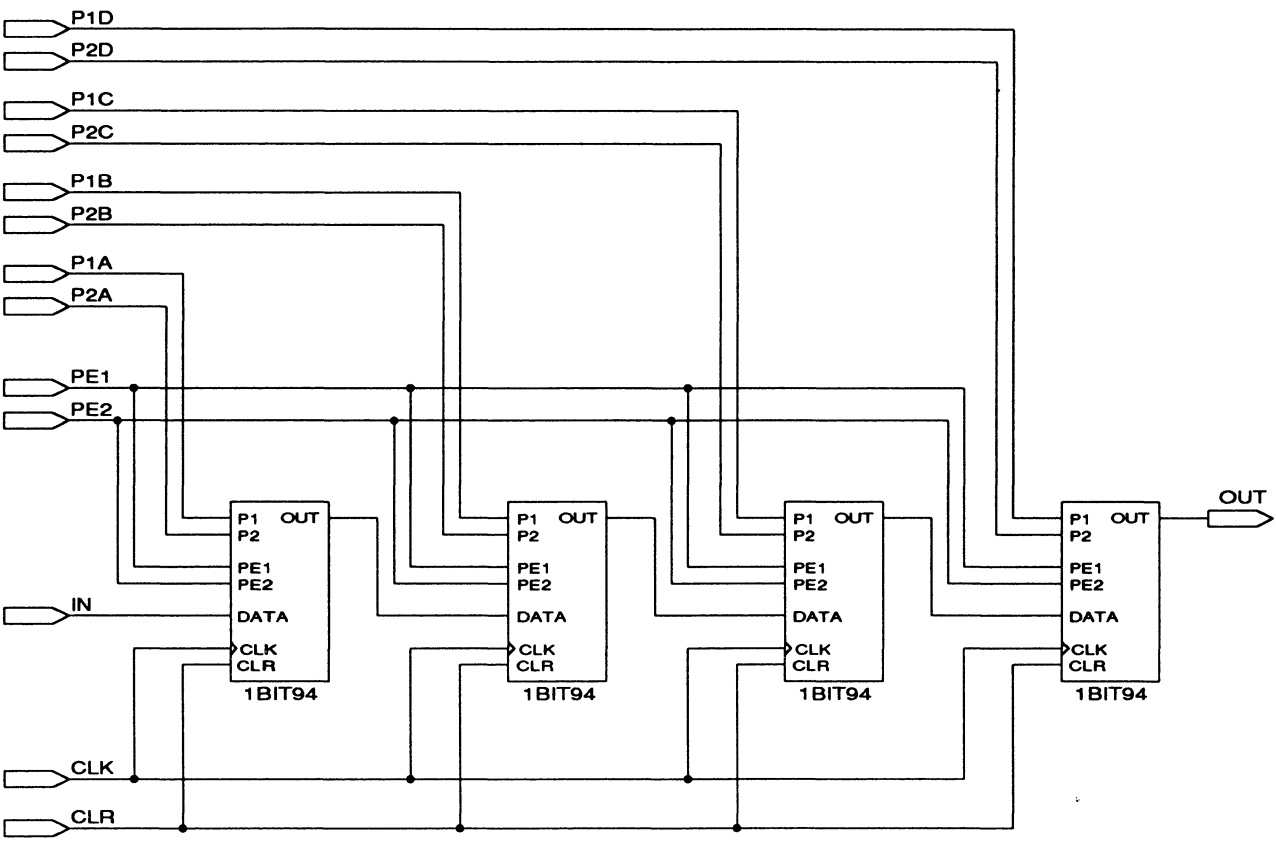 P1D
P2D
P1C
P2C
P1B
P2B
P1A
P2A
PE1
PE2
OUT
P1 OUT
P2
PE1
PE2
DATA
CLK
CLR
1BIT94
P1 OUT
P2
PE1
PE2
DATA
CLK
CLR
1BIT94
P1 OUT
P2
PE1
PE2
DATA
CLK
CLR
1BIT94
P1 OUT
P2
PE1
PE2
DATA
CLK
CLR
1BIT94
IN
CLK
CLR